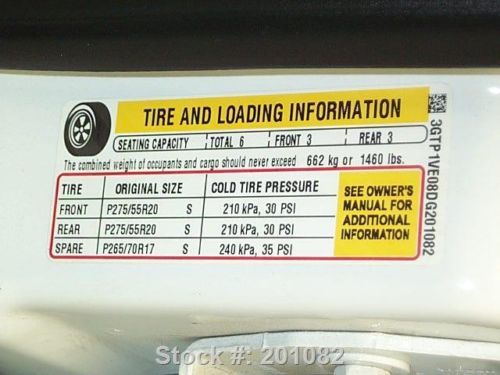 TIRE AND LOADING INFORMATION
SEATING CAPACITY TOTAL 6 FRONT 3 REAR 3
The combined weight of occupants and cargo should never exceed 662 kg or 1460 lbs.
TIRE ORIGINAL SIZE COLD TIRE PRESSURE
FRONT P275/55R20 S 210 kPa, 30 PSI
REAR P275/55R20 S 210 kPa, 30 PSI
SPARE P265/70R17 S 240 kPa, 35 PSI
SEE OWNER'S
MANUAL FOR
ADDITIONAL
INFORMATION
3GTP1VE08DG201082
Stock #: 201082